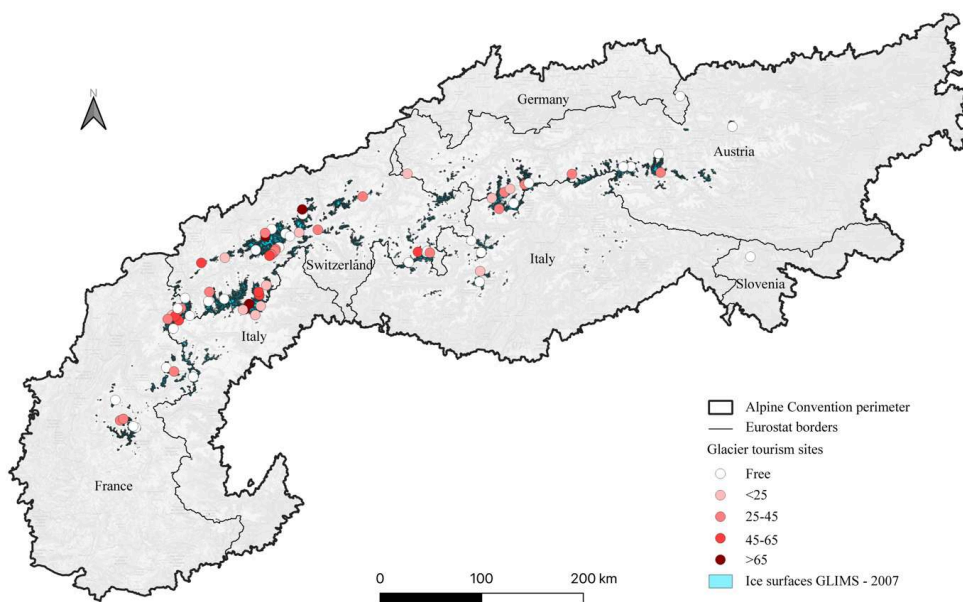 N
Germany
Austria
Switzerland
Italy
Slovenia
Italy
France
Alpine Convention perimeter
Eurostat borders
Glacier tourism sites
Free
<25
25-45
45-65
>65
Ice surfaces GLIMS - 2007
0 100 200 km